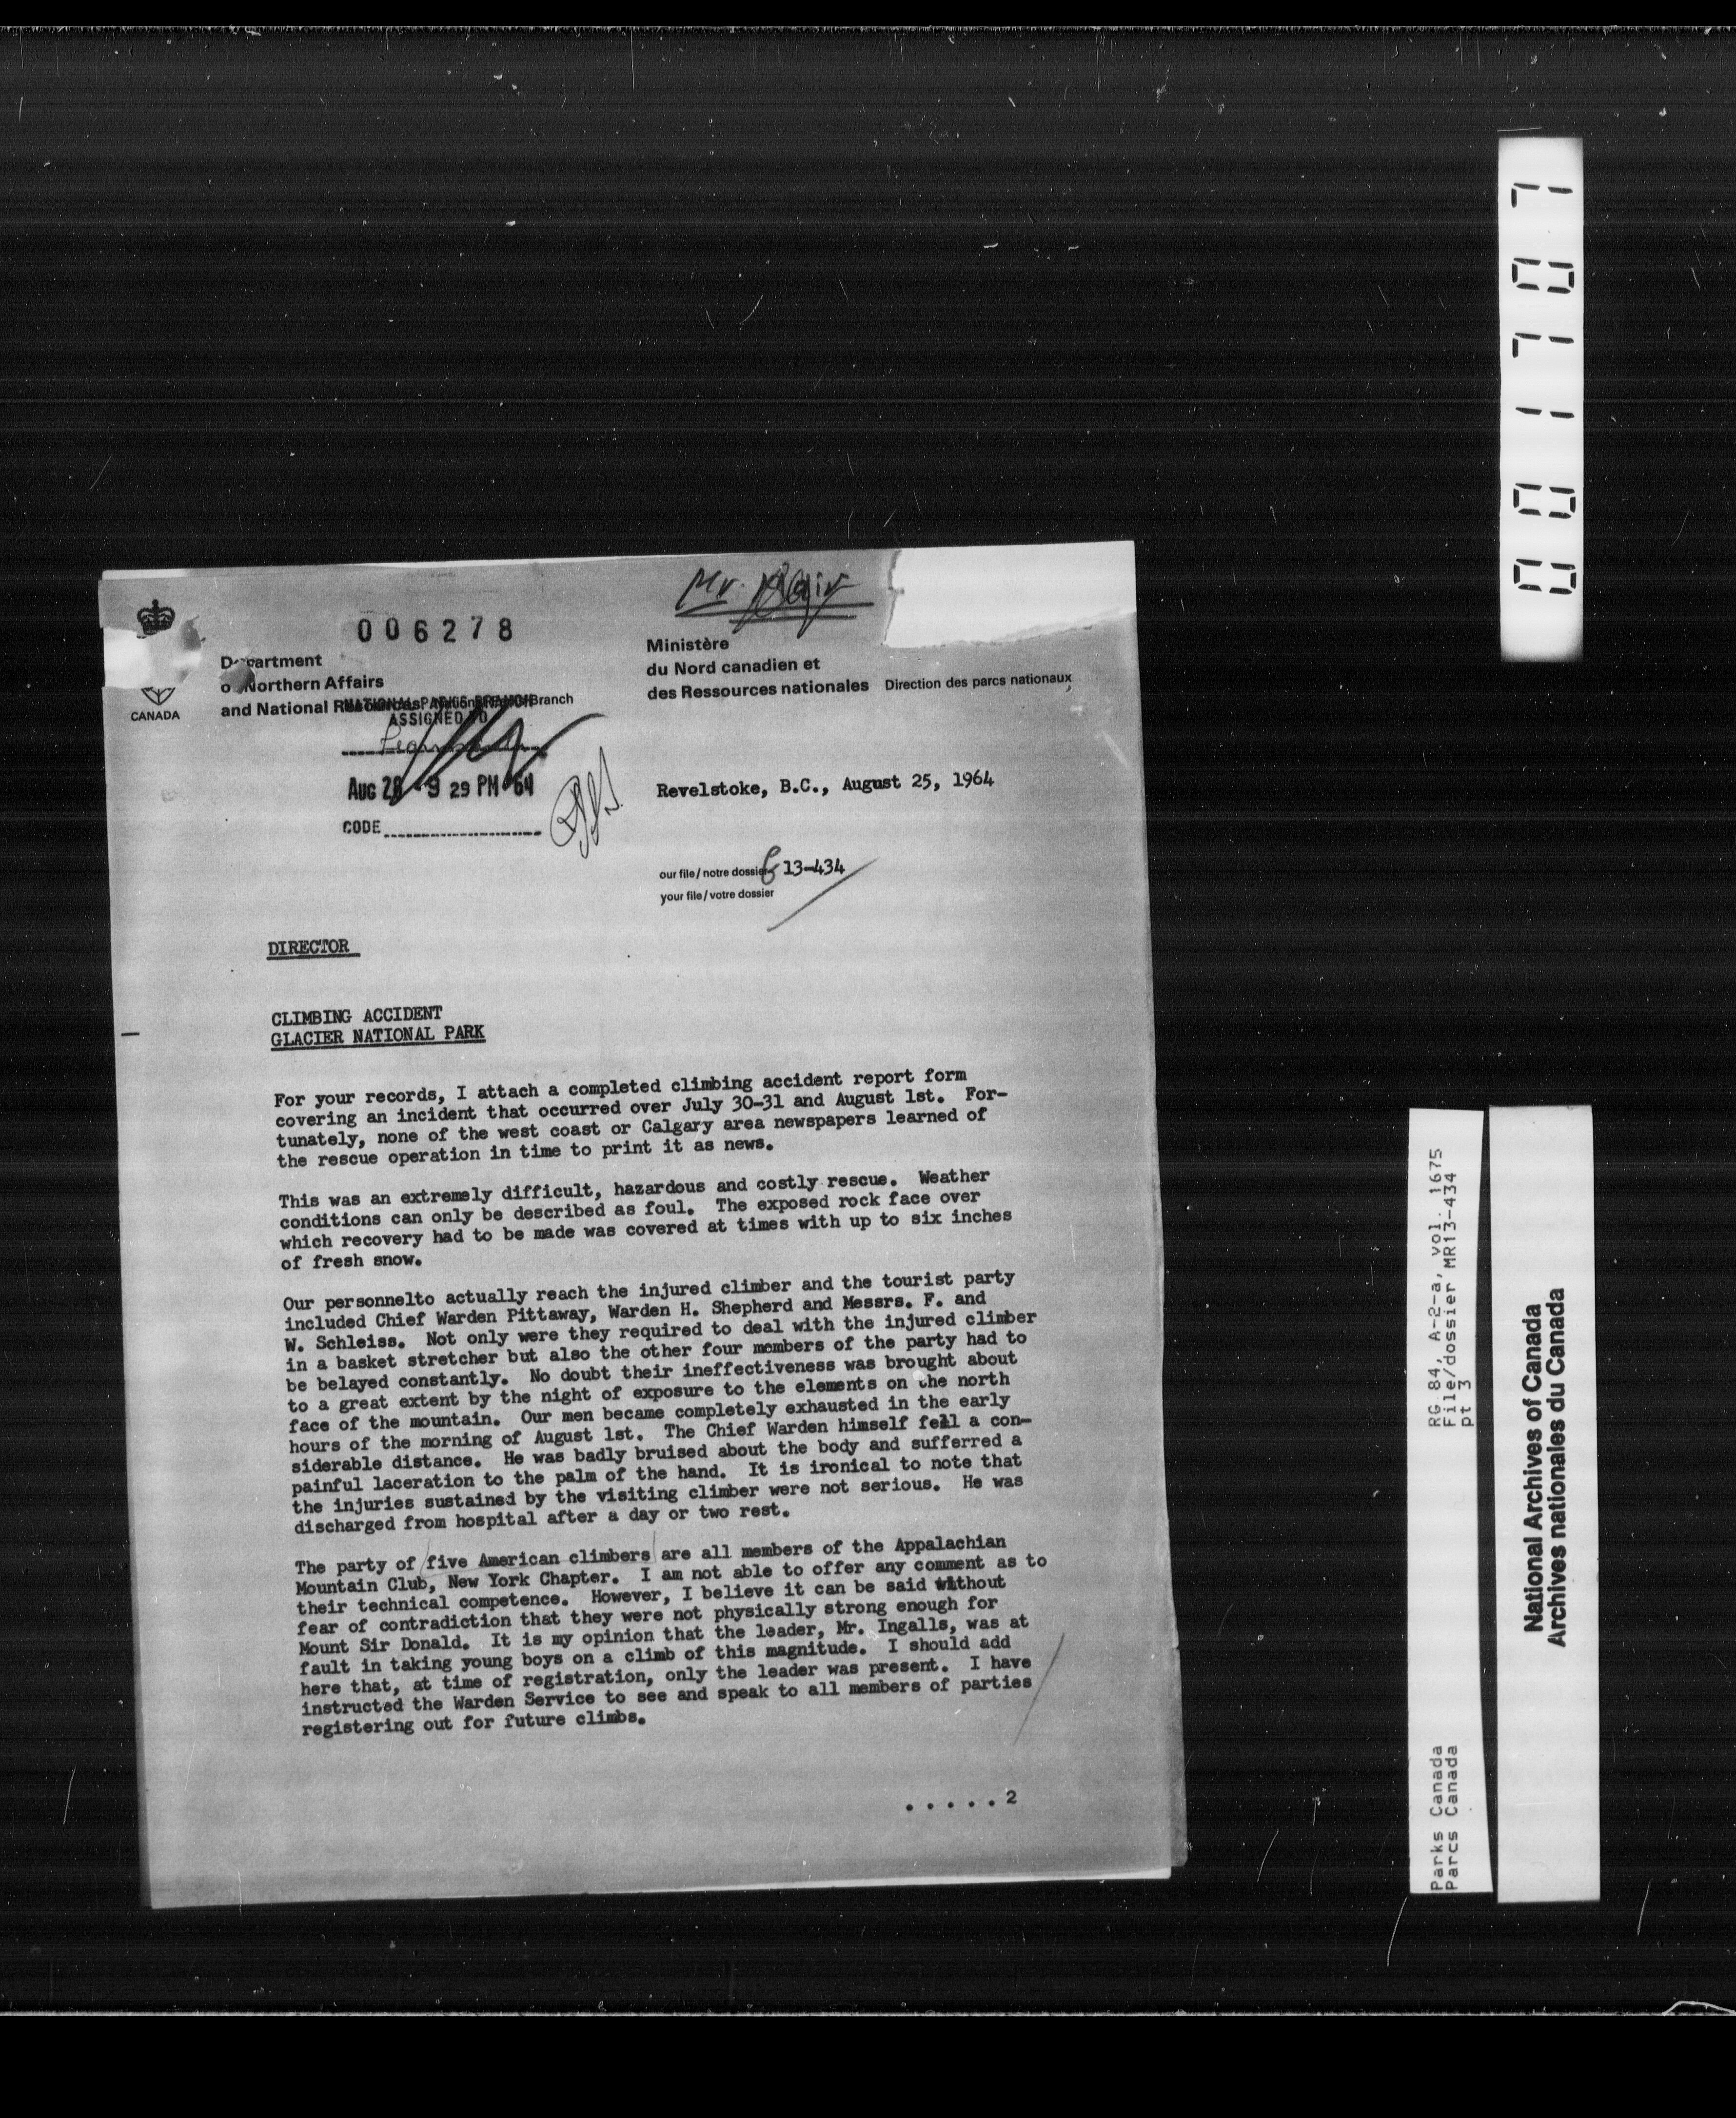 Mr.
006278
Department
of Northern Affairs
and National Resources National Parks Branch
CANADA
Ministère
du Nord canadien et
des Ressources nationales Direction des parcs nationaux
NATIONAL PARKS BRANCH
ASSIGNED TO
Aug 28 9 29 PM '64
CODE
Revelstoke, B.C., August 25, 1964
our file / notre dossier 13-434
your file / votre dossier
DIRECTOR
CLIMBING ACCIDENT
GLACIER NATIONAL PARK
For your records, I attach a completed climbing accident report form
covering an incident that occurred over July 30-31 and August 1st. For-
tunately, none of the west coast or Calgary area newspapers learned of
the rescue operation in time to print it as news.
This was an extremely difficult, hazardous and costly rescue. Weather
conditions can only be described as foul. The exposed rock face over
which recovery had to be made was covered at times with up to six inches
of fresh snow.
Our personnelto actually reach the injured climber and the tourist party
included Chief Warden Pittaway, Warden H. Shepherd and Messrs. F. and
W. Schleiss. Not only were they required to deal with the injured climber
in a basket stretcher but also the other four members of the party had to
be belayed constantly. No doubt their ineffectiveness was brought about
to a great extent by the night of exposure to the elements on the north
face of the mountain. Our men became completely exhausted in the early
hours of the morning of August 1st. The Chief Warden himself fell a con-
siderable distance. He was badly bruised about the body and sufferred a
painful laceration to the palm of the hand. It is ironical to note that
the injuries sustained by the visiting climber were not serious. He was
discharged from hospital after a day or two rest.
The party of five American climbers are all members of the Appalachian
Mountain Club, New York Chapter. I am not able to offer any comment as to
their technical competence. However, I believe it can be said without
fear of contradiction that they were not physically strong enough for
Mount Sir Donald. It is my opinion that the leader, Mr. Ingalls, was at
fault in taking young boys on a climb of this magnitude. I should add
here that, at time of registration, only the leader was present. I have
instructed the Warden Service to see and speak to all members of parties
registering out for future climbs.
.....2
001707
RG 84, A-2-a, vol. 1675
File/dossier MR13-434
pt 3
Parks Canada
Parcs Canada
National Archives of Canada
Archives nationales du Canada